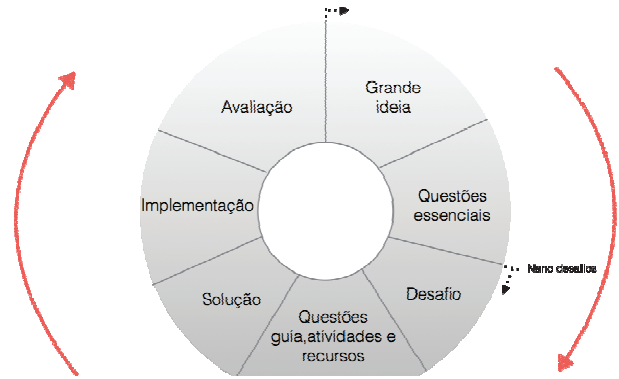 Grande
ideia
Questões
essenciais
Nano desafios
Desafio
Questões
guia,atividades e
recursos
Solução
Implementação
Avaliação